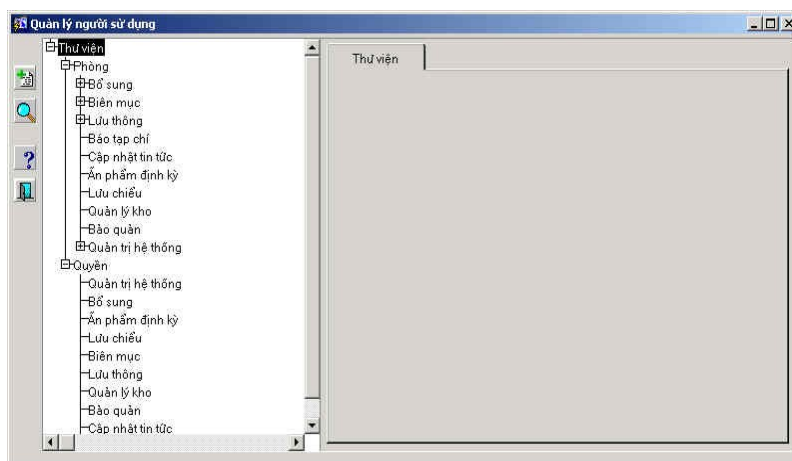 Quản lý người sử dụng
Thư viện
Phòng
Bổ sung
Biên mục
Lưu thông
Báo tạp chí
Cập nhật tin tức
Ấn phẩm định kỳ
Lưu chiểu
Quản lý kho
Bảo quản
Quản trị hệ thống
Quyền
Quản trị hệ thống
Bổ sung
Ấn phẩm định kỳ
Lưu chiểu
Biên mục
Lưu thông
Quản lý kho
Bảo quản
Cập nhật tin tức
Thư viện